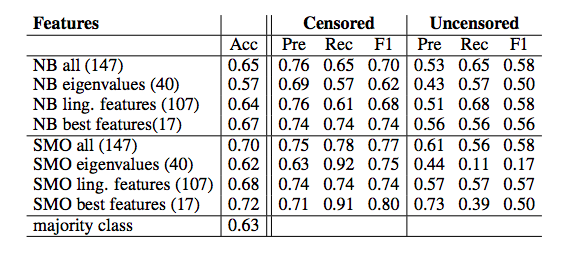 Features Censored Uncensored
Acc Pre Rec F1 Pre Rec F1
NB all (147) 0.65 0.76 0.65 0.70 0.53 0.65 0.58
NB eigenvalues (40) 0.57 0.69 0.57 0.62 0.43 0.57 0.50
NB ling. features (107) 0.64 0.76 0.61 0.68 0.51 0.68 0.58
NB best features(17) 0.67 0.74 0.74 0.74 0.56 0.56 0.56
SMO all (147) 0.70 0.75 0.78 0.77 0.61 0.56 0.58
SMO eigenvalues (40) 0.62 0.63 0.92 0.75 0.44 0.11 0.17
SMO ling. features (107) 0.68 0.74 0.74 0.74 0.57 0.57 0.57
SMO best features (17) 0.72 0.71 0.91 0.80 0.73 0.39 0.50
majority class 0.63